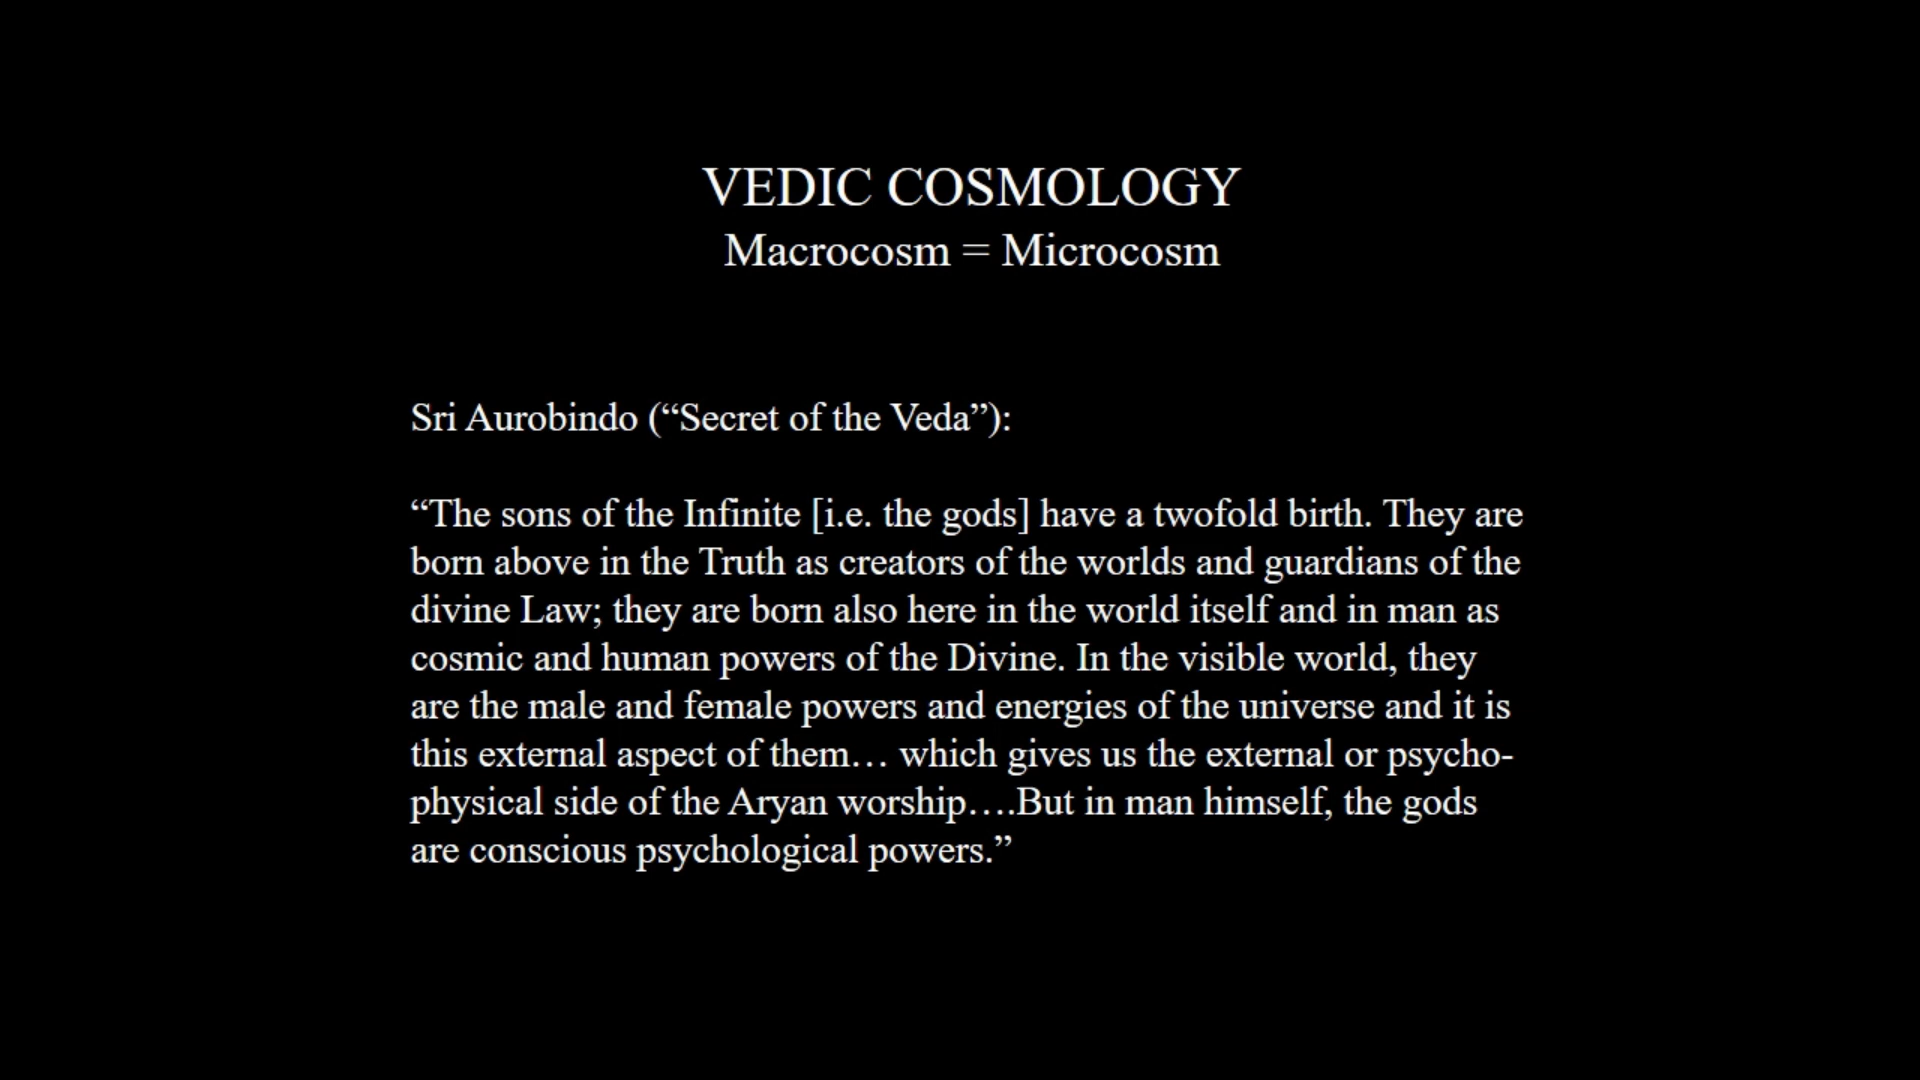 VEDIC COSMOLOGY
Macrocosm = Microcosm
Sri Aurobindo (“Secret of the Veda”):
“The sons of the Infinite [i.e. the gods] have a twofold birth. They are
born above in the Truth as creators of the worlds and guardians of the
divine Law; they are born also here in the world itself and in man as
cosmic and human powers of the Divine. In the visible world, they
are the male and female powers and energies of the universe and it is
this external aspect of them… which gives us the external or psycho-
physical side of the Aryan worship….But in man himself, the gods
are conscious psychological powers.”